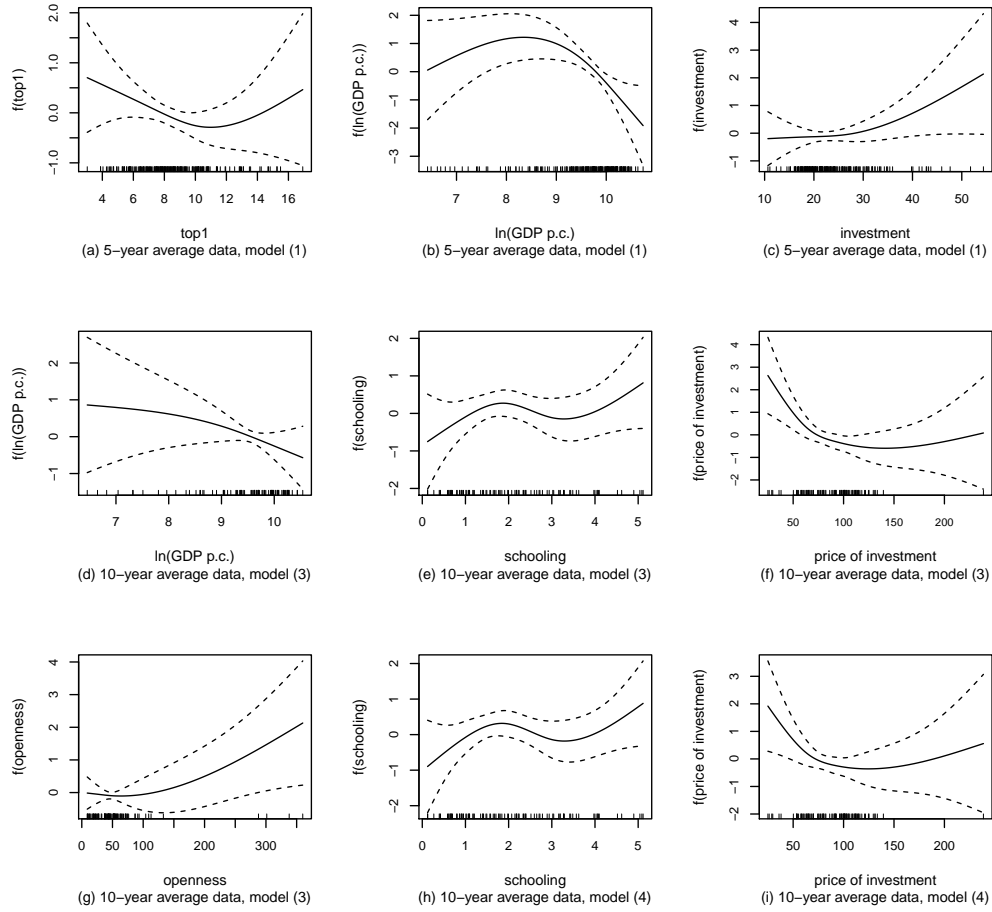 f(top1)
−1.0 0.0 1.0 2.0
4 6 8 10 12 14 16
top1
(a) 5−year average data, model (1)
f(ln(GDP p.c.))
−3 −2 −1 0 1 2
7 8 9 10
ln(GDP p.c.)
(b) 5−year average data, model (1)
f(investment)
−1 0 1 2 3 4
10 20 30 40 50
investment
(c) 5−year average data, model (1)
f(ln(GDP p.c.))
−1 0 1 2
7 8 9 10
ln(GDP p.c.)
(d) 10−year average data, model (3)
f(schooling)
−2 −1 0 1 2
0 1 2 3 4 5
schooling
(e) 10−year average data, model (3)
f(price of investment)
−2 −1 0 1 2 3 4
50 100 150 200
price of investment
(f) 10−year average data, model (3)
f(openness)
0 1 2 3 4
0 50 100 200 300
openness
(g) 10−year average data, model (3)
f(schooling)
−2 −1 0 1 2
0 1 2 3 4 5
schooling
(h) 10−year average data, model (4)
f(price of investment)
−2 −1 0 1 2 3
50 100 150 200
price of investment
(i) 10−year average data, model (4)